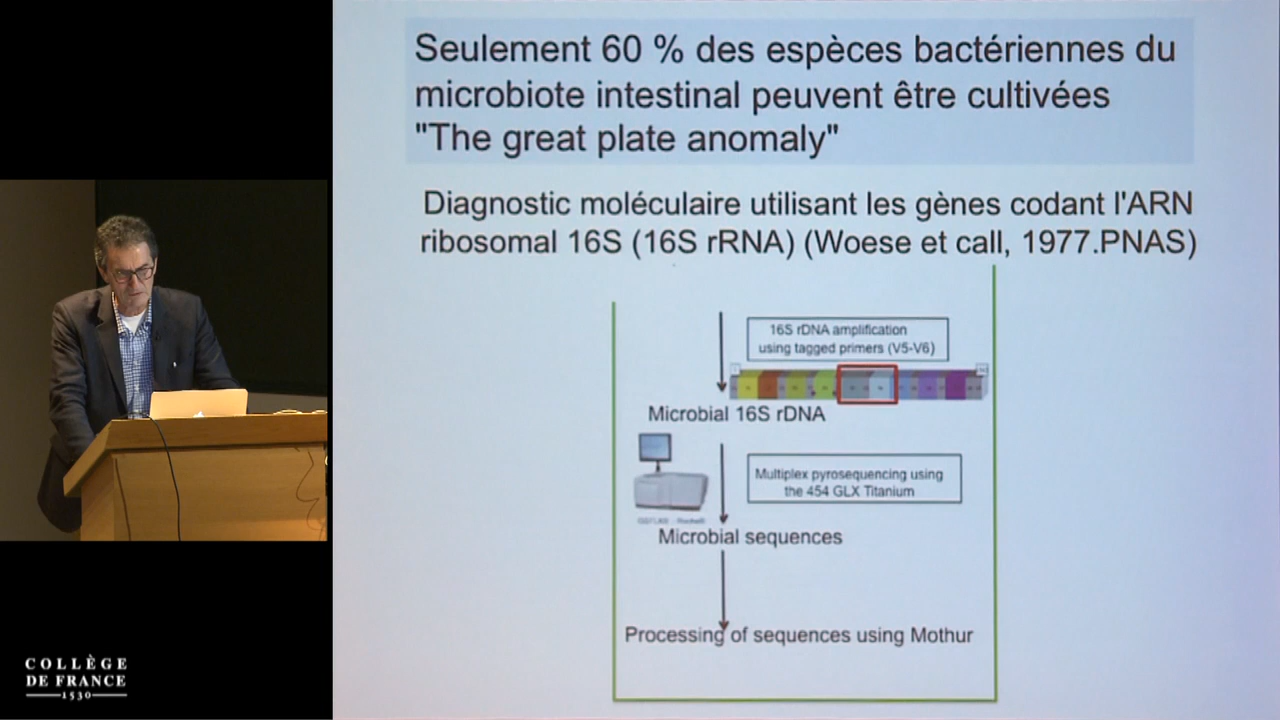 Seulement 60 % des espèces bactériennes du
microbiote intestinal peuvent être cultivées
"The great plate anomaly"
Diagnostic moléculaire utilisant les gènes codant l'ARN
ribosomal 16S (16S rRNA) (Woese et call, 1977.PNAS)
16S rDNA amplification
using tagged primers (V5-V6)
Microbial 16S rDNA
Multiplex pyrosequencing using
the 454 GLX Titanium
Microbial sequences
Processing of sequences using Mothur
COLLÈGE
DE FRANCE
1530